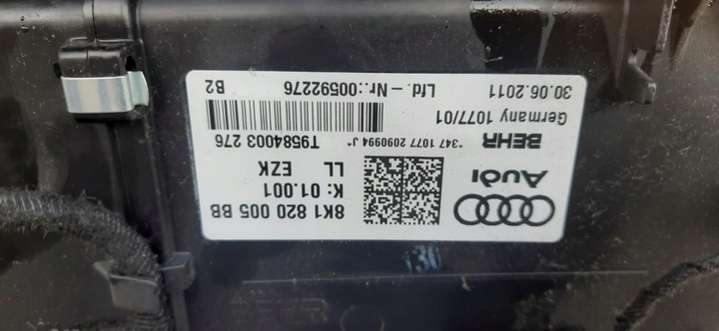 8K1 820 005 BB
K: 01.001
LL EZK
Audi
T9584003 276
*347 1077 2090994 J*
BEHR
Germany 1077/01
B2 Lfd. - Nr.:00592276
30.06.2011